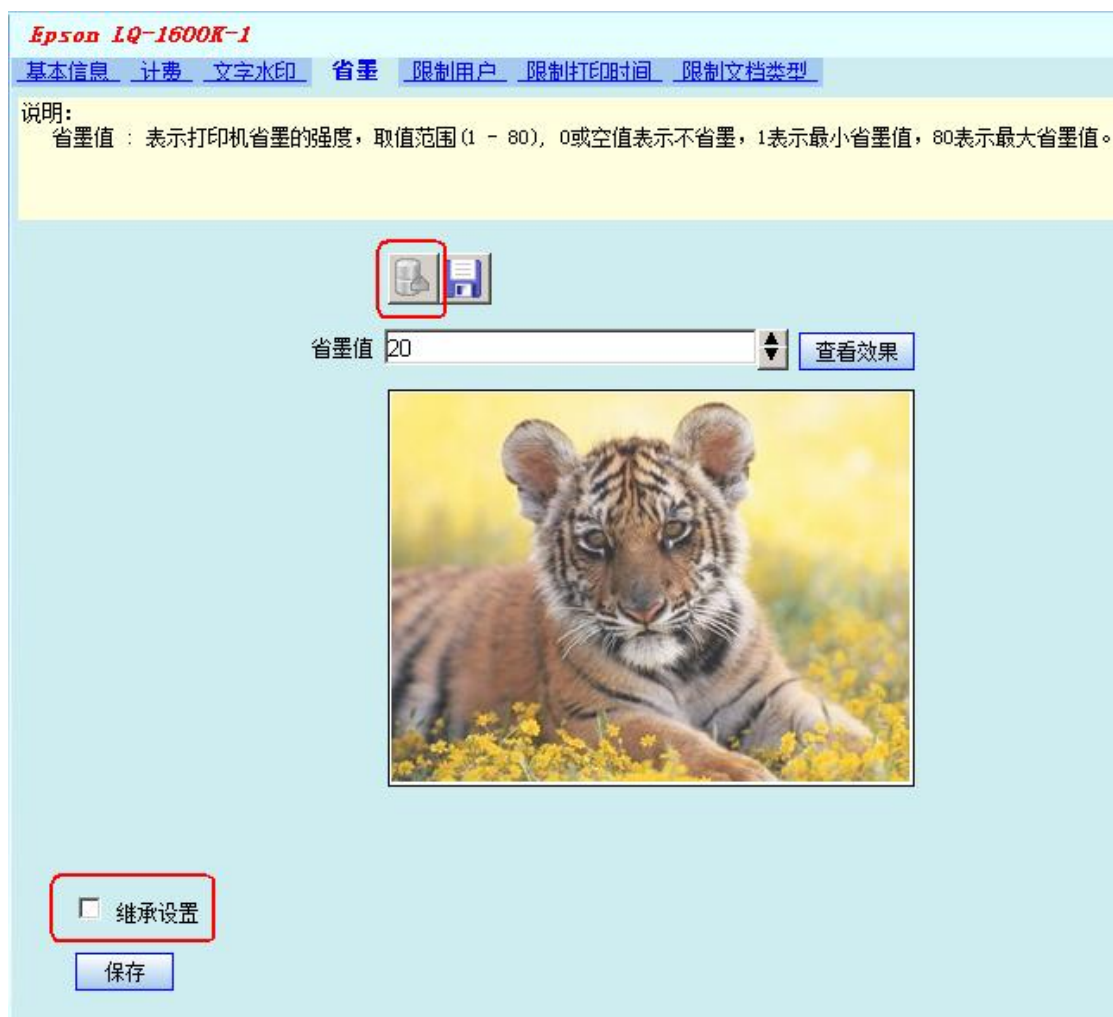 Epson LQ-1600K-1
基本信息 计费 文字水印 省墨 限制用户 限制打印时间 限制文档类型
说明:
省墨值 : 表示打印机省墨的强度，取值范围(1 - 80), 0或空值表示不省墨，1表示最小省墨值，80表示最大省墨值。
省墨值 20 查看效果
继承设置
保存